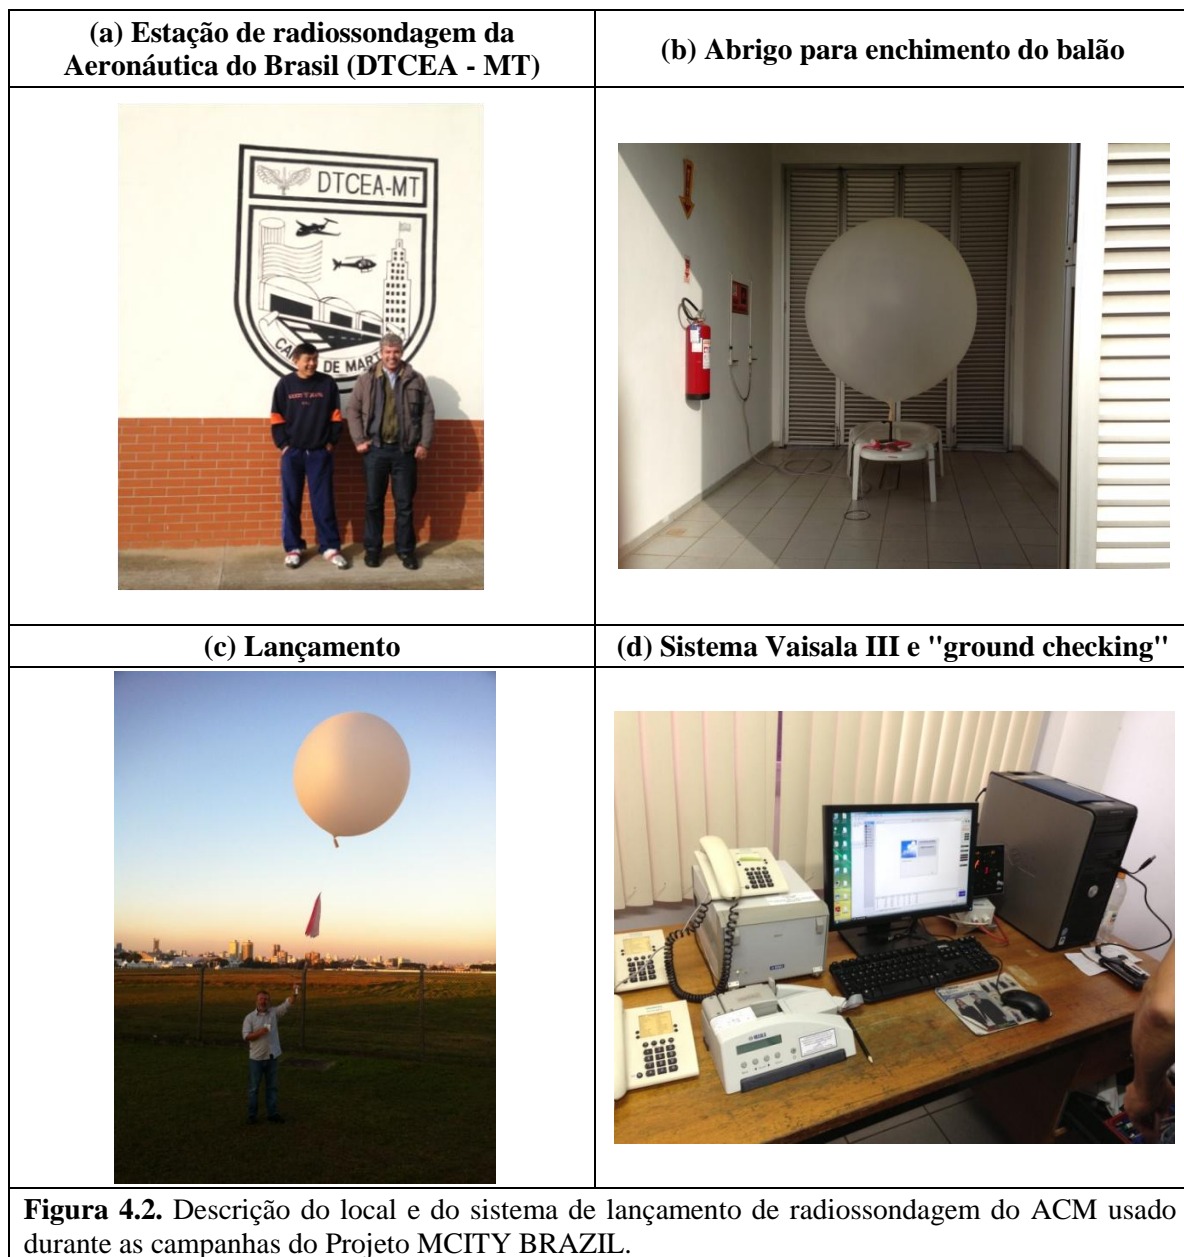 (a) Estação de radiossondagem da
Aeronáutica do Brasil (DTCEA - MT)
(b) Abrigo para enchimento do balão
DTCEA-MT
DE MART
(c) Lançamento
(d) Sistema Vaisala III e "ground checking"
Figura 4.2. Descrição do local e do sistema de lançamento de radiossondagem do ACM usado
durante as campanhas do Projeto MCITY BRAZIL.